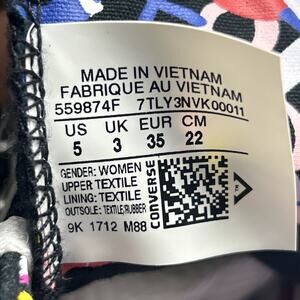 MADE IN VIETNAM
FABRIQUE AU VIETNAM
559874F 7TLY3NVK00011
US UK EUR CM
5 3 35 22
GENDER: WOMEN
UPPER: TEXTILE
LINING: TEXTILE
OUTSOLE: TEXTILE/RUBBER
9K 1712 M88
CONVERSE